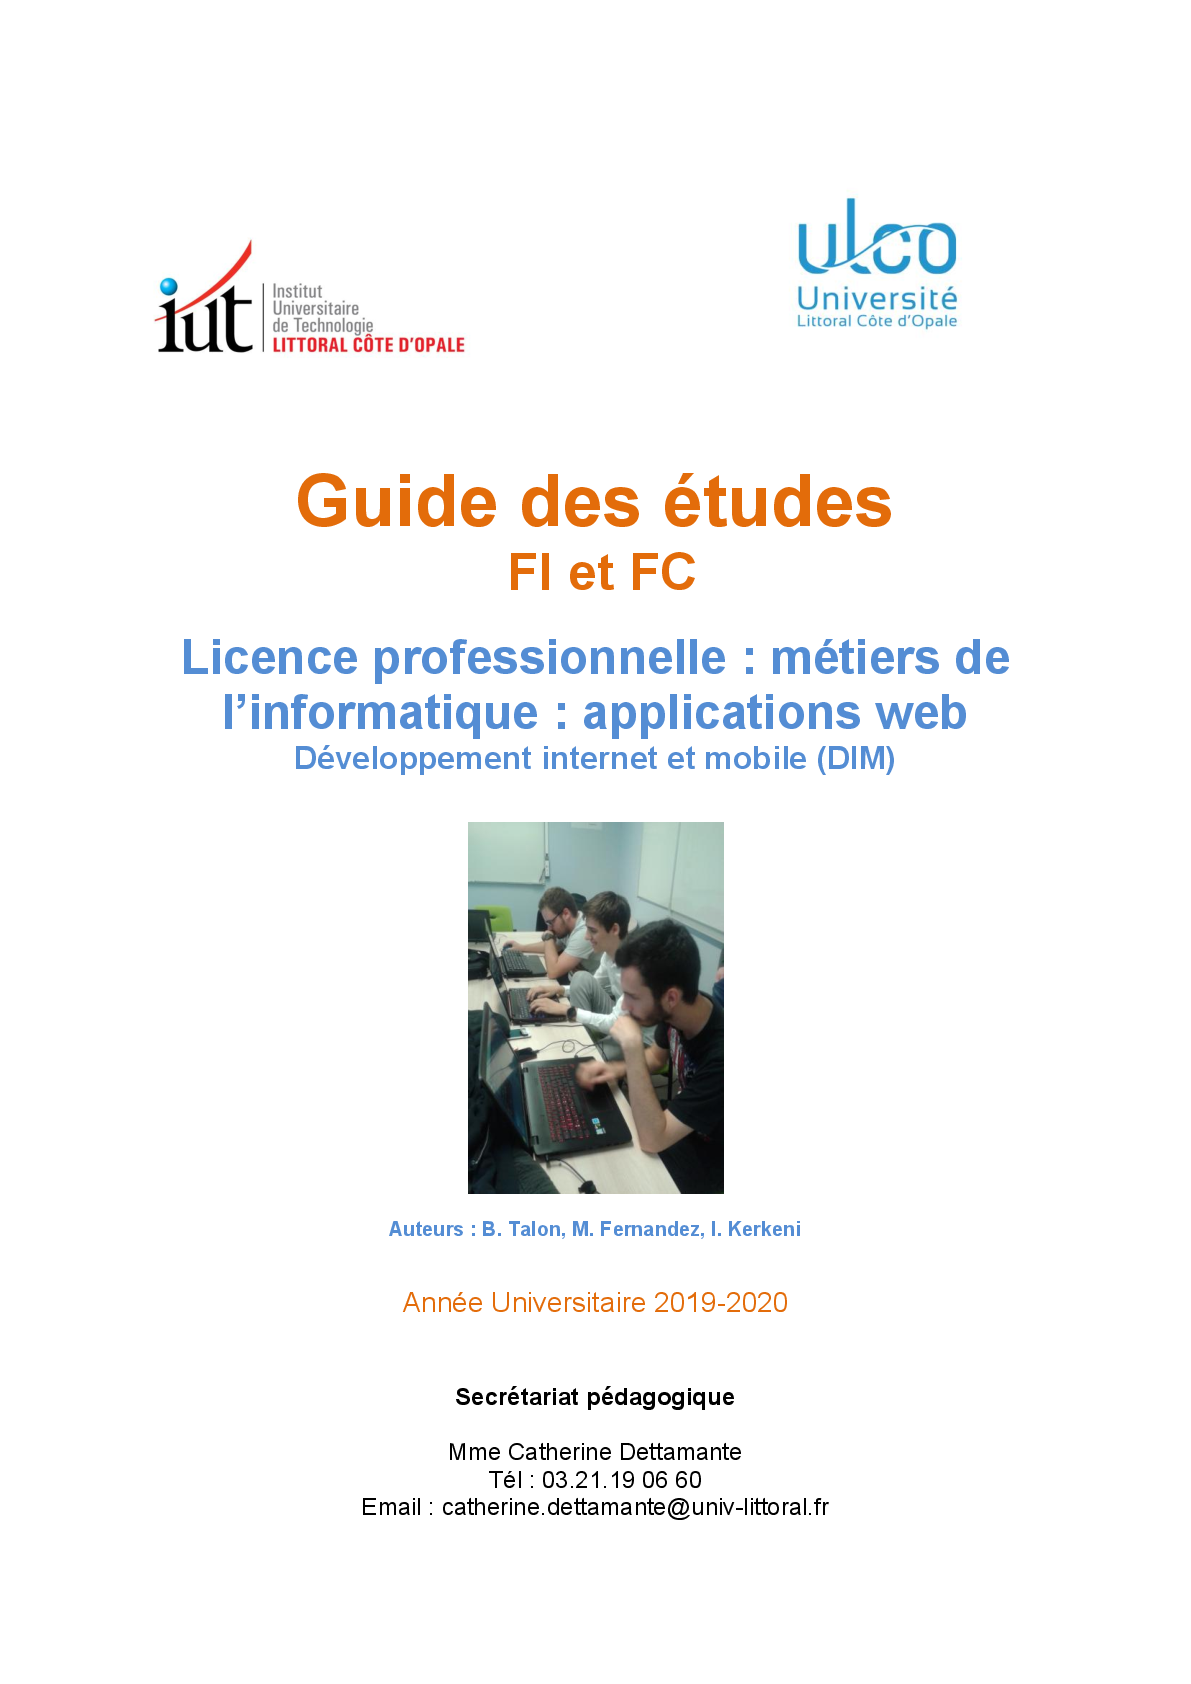 iut
Institut
Universitaire
de Technologie
LITTORAL CÔTE D'OPALE
ulco
Université
Littoral Côte d'Opale
Guide des études
FI et FC
Licence professionnelle : métiers de
l'informatique : applications web
Développement internet et mobile (DIM)
Auteurs : B. Talon, M. Fernandez, I. Kerkeni
Année Universitaire 2019-2020
Secrétariat pédagogique
Mme Catherine Dettamante
Tél : 03.21.19 06 60
Email : catherine.dettamante@univ-littoral.fr